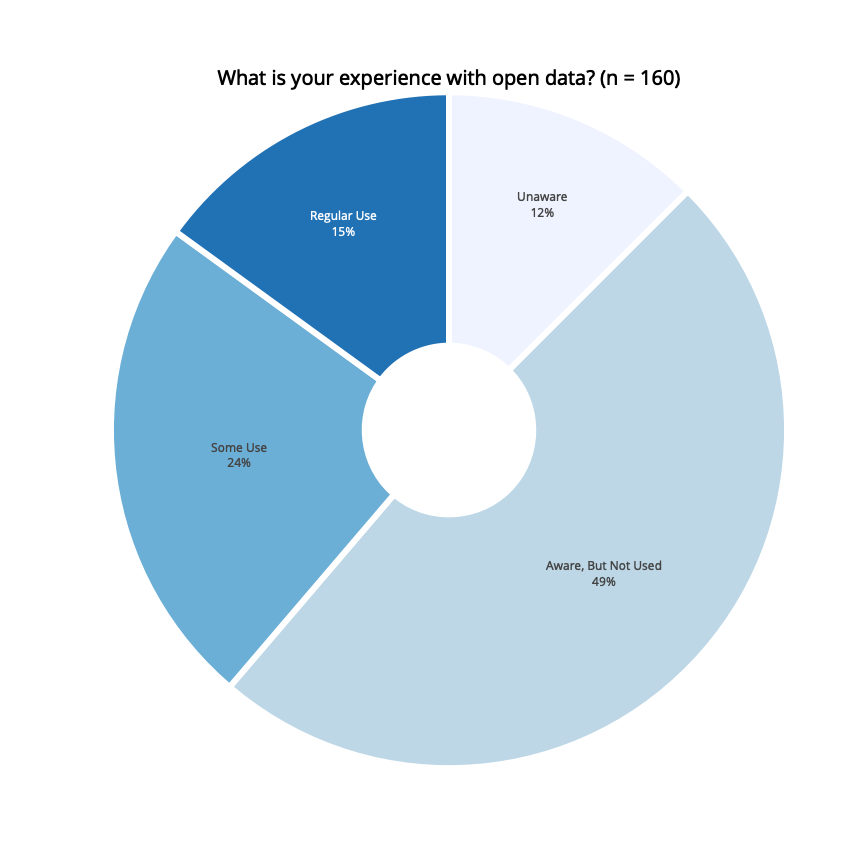 What is your experience with open data? (n = 160)
Unaware
12%
Regular Use
15%
Some Use
24%
Aware, But Not Used
49%